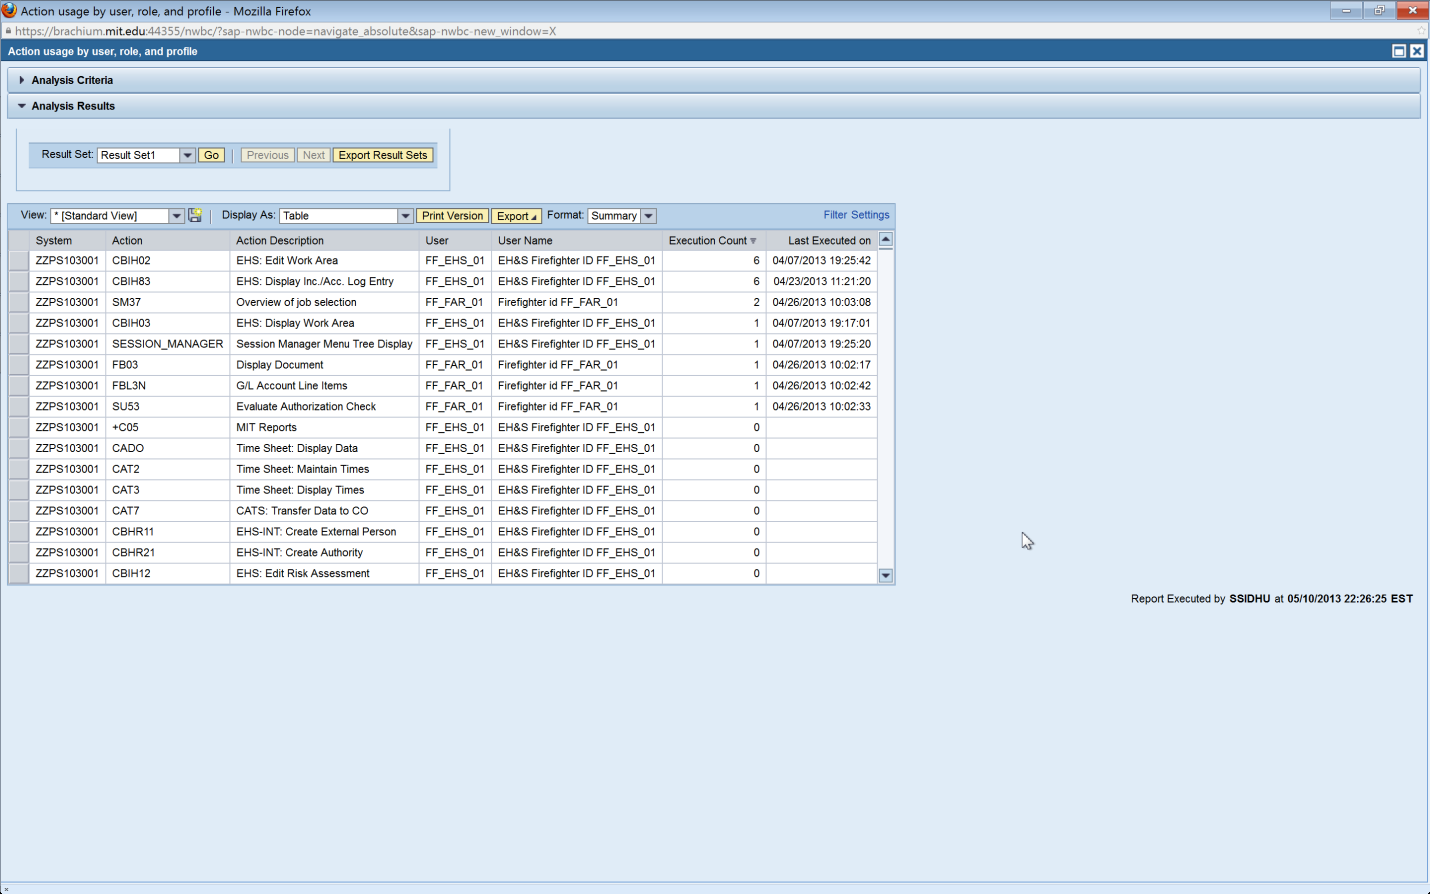 Action usage by user, role, and profile - Mozilla Firefox
https://brachium.mit.edu:44355/nwbc/?sap-nwbc-node=navigate_absolute&sap-nwbc-new_window=X
Action usage by user, role, and profile
Analysis Criteria
Analysis Results
Result Set: Result Set1 Go Previous Next Export Result Sets
View: * [Standard View] Display As: Table Print Version Export Format: Summary Filter Settings
System Action Action Description User User Name Execution Count Last Executed on
ZZPS103001 CBIH02 EHS: Edit Work Area FF_EHS_01 EH&S Firefighter ID FF_EHS_01 6 04/07/2013 19:25:42
ZZPS103001 CBIH83 EHS: Display Inc./Acc. Log Entry FF_EHS_01 EH&S Firefighter ID FF_EHS_01 6 04/23/2013 11:21:20
ZZPS103001 SM37 Overview of job selection FF_FAR_01 Firefighter id FF_FAR_01 2 04/26/2013 10:03:08
ZZPS103001 CBIH03 EHS: Display Work Area FF_EHS_01 EH&S Firefighter ID FF_EHS_01 1 04/07/2013 19:17:01
ZZPS103001 SESSION_MANAGER Session Manager Menu Tree Display FF_EHS_01 EH&S Firefighter ID FF_EHS_01 1 04/07/2013 19:25:20
ZZPS103001 FB03 Display Document FF_FAR_01 Firefighter id FF_FAR_01 1 04/26/2013 10:02:17
ZZPS103001 FBL3N G/L Account Line Items FF_FAR_01 Firefighter id FF_FAR_01 1 04/26/2013 10:02:42
ZZPS103001 SU53 Evaluate Authorization Check FF_FAR_01 Firefighter id FF_FAR_01 1 04/26/2013 10:02:33
ZZPS103001 +C05 MIT Reports FF_EHS_01 EH&S Firefighter ID FF_EHS_01 0
ZZPS103001 CADO Time Sheet: Display Data FF_EHS_01 EH&S Firefighter ID FF_EHS_01 0
ZZPS103001 CAT2 Time Sheet: Maintain Times FF_EHS_01 EH&S Firefighter ID FF_EHS_01 0
ZZPS103001 CAT3 Time Sheet: Display Times FF_EHS_01 EH&S Firefighter ID FF_EHS_01 0
ZZPS103001 CAT7 CATS: Transfer Data to CO FF_EHS_01 EH&S Firefighter ID FF_EHS_01 0
ZZPS103001 CBHR11 EHS-INT: Create External Person FF_EHS_01 EH&S Firefighter ID FF_EHS_01 0
ZZPS103001 CBHR21 EHS-INT: Create Authority FF_EHS_01 EH&S Firefighter ID FF_EHS_01 0
ZZPS103001 CBIH12 EHS: Edit Risk Assessment FF_EHS_01 EH&S Firefighter ID FF_EHS_01 0
Report Executed by SSIDHU at 05/10/2013 22:26:25 EST